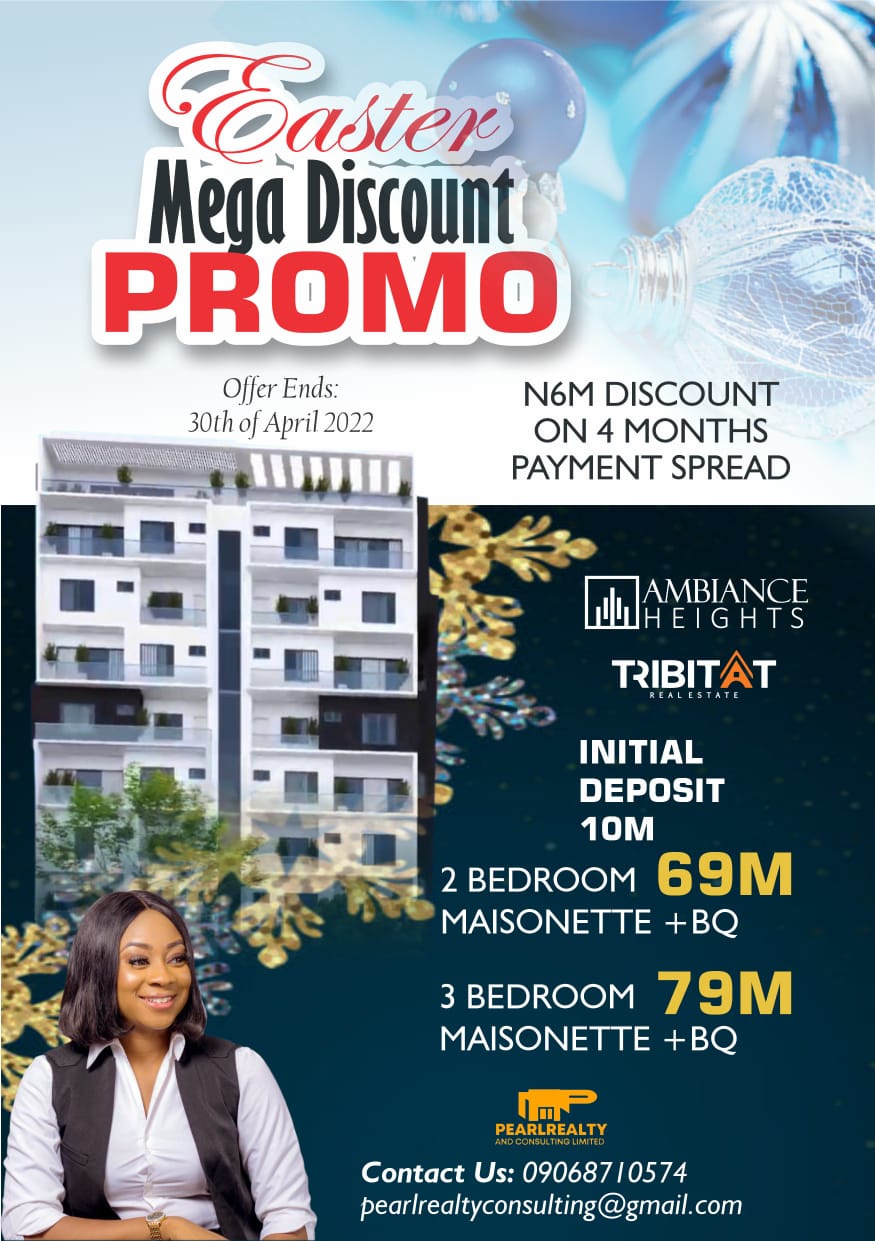 Easter
Mega Discount
PROMO
Offer Ends:
30th of April 2022
N6M DISCOUNT
ON 4 MONTHS
PAYMENT SPREAD
AMBIANCE
HEIGHTS
TRIBITAT
REAL ESTATE
INITIAL
DEPOSIT
10M
2 BEDROOM 69M
MAISONETTE +BQ
3 BEDROOM 79M
MAISONETTE +BQ
PEARLREALTY
AND CONSULTING LIMITED
Contact Us: 09068710574
pearlrealtyconsulting@gmail.com